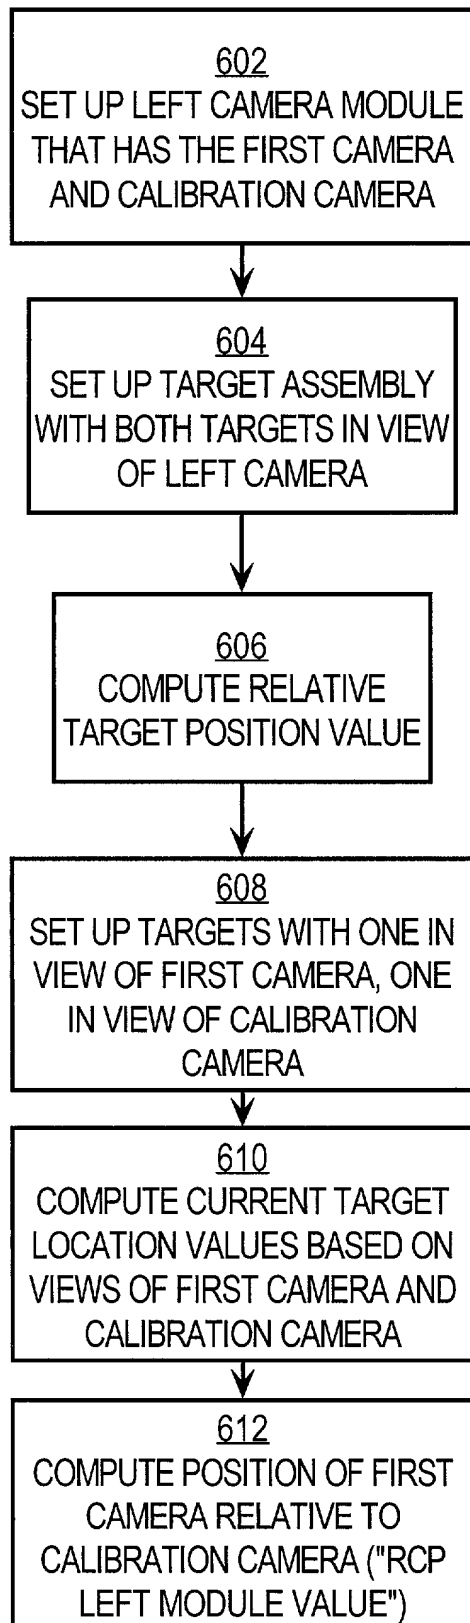 602
SET UP LEFT CAMERA MODULE
THAT HAS THE FIRST CAMERA
AND CALIBRATION CAMERA
604
SET UP TARGET ASSEMBLY
WITH BOTH TARGETS IN VIEW
OF LEFT CAMERA
606
COMPUTE RELATIVE
TARGET POSITION VALUE
608
SET UP TARGETS WITH ONE IN
VIEW OF FIRST CAMERA, ONE
IN VIEW OF CALIBRATION
CAMERA
610
COMPUTE CURRENT TARGET
LOCATION VALUES BASED ON
VIEWS OF FIRST CAMERA AND
CALIBRATION CAMERA
612
COMPUTE POSITION OF FIRST
CAMERA RELATIVE TO
CALIBRATION CAMERA ("RCP
LEFT MODULE VALUE")